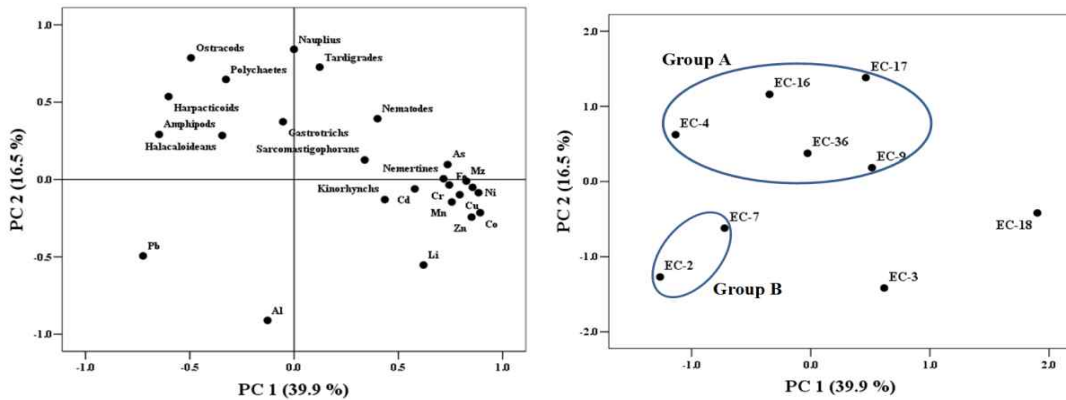 1.0
0.5
0.0
-0.5
-1.0
PC 2 (16.5 %)
Nauplius
Ostracods
Tardigrades
Polychaetes
Harpacticoids
Nematodes
Amphipods
Gastrotrichs
Halacaloideans
Sarcomastigophorans
As
Nemertines
Mz
Kinorhynchs
Ni
Cd
Cr
Cu
Mn
Co
Zn
Pb
Li
Al
-1.0 -0.5 0.0 0.5 1.0
PC 1 (39.9 %)
2.0
1.0
0.0
-1.0
-2.0
PC 2 (16.5 %)
Group A
EC-17
EC-16
EC-4
EC-36
EC-9
EC-7
EC-18
EC-2
EC-3
Group B
-1.0 0.0 1.0 2.0
PC 1 (39.9 %)